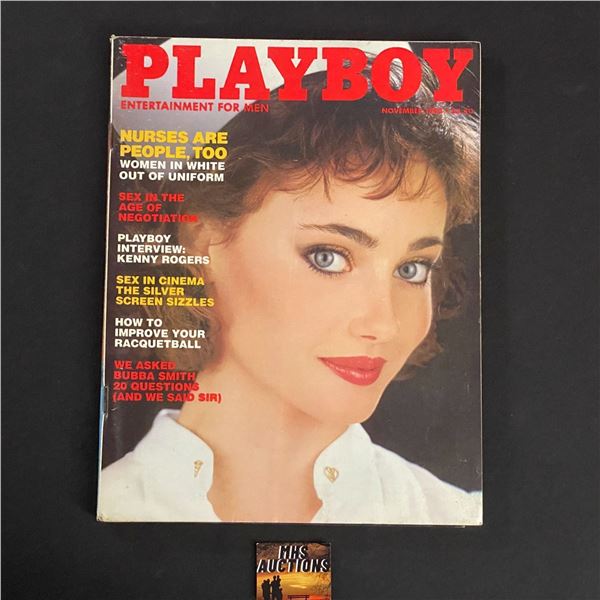 PLAYBOY
ENTERTAINMENT FOR MEN
NOVEMBER
NURSES ARE
PEOPLE, TOO
WOMEN IN WHITE
OUT OF UNIFORM
SEX IN THE
AGE OF
NEGOTIATION
PLAYBOY
INTERVIEW:
KENNY ROGERS
SEX IN CINEMA
THE SILVER
SCREEN SIZZLES
HOW TO
IMPROVE YOUR
RACQUETBALL
WE ASKED
BUBBA SMITH
20 QUESTIONS
(AND WE SAID SIR)
MHS
AUCTIONS